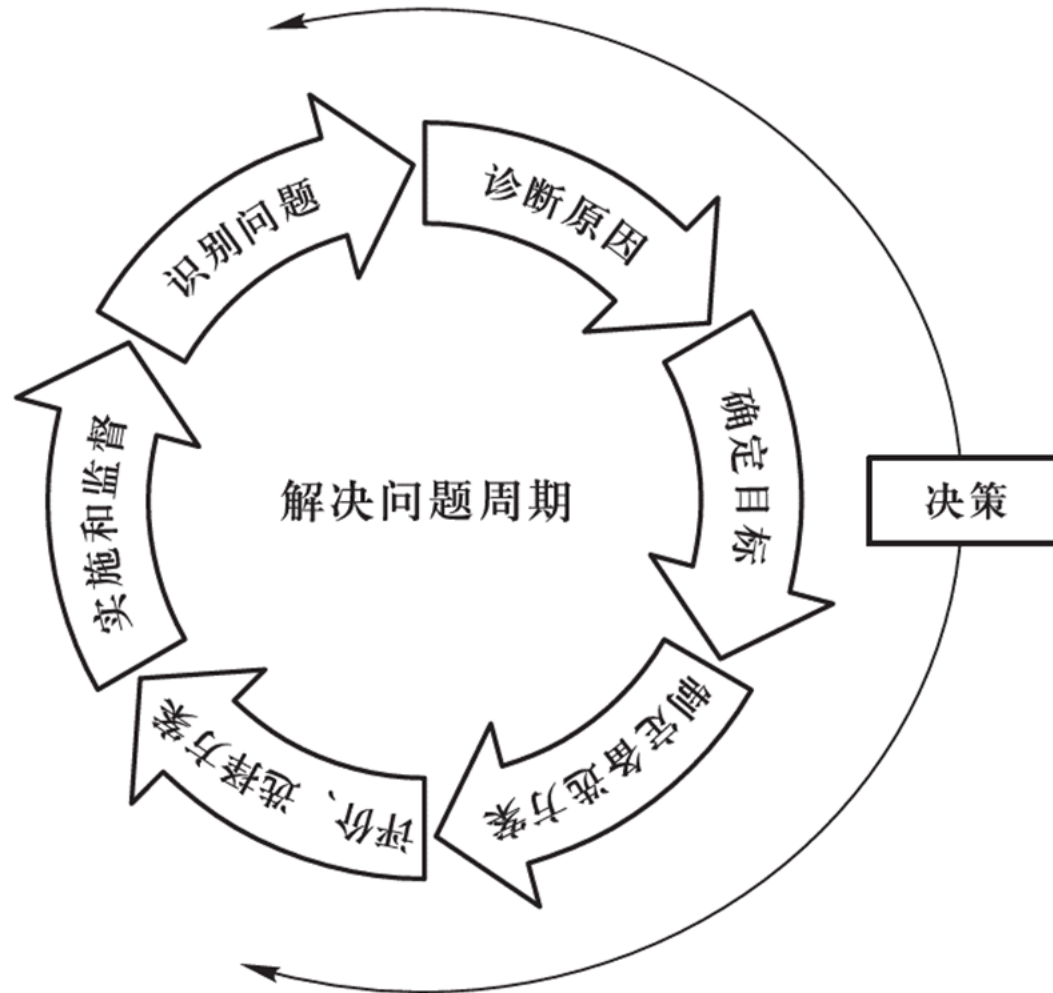 识别问题
诊断原因
确定目标
制定备选方案
评价、选择方案
实施和监督
解决问题周期
决策